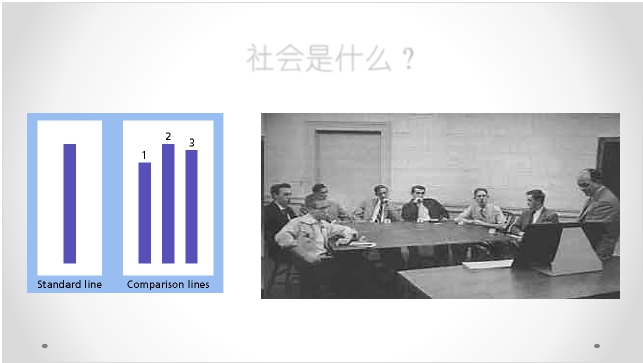 社会是什么？
1
2
3
Standard line
Comparison lines